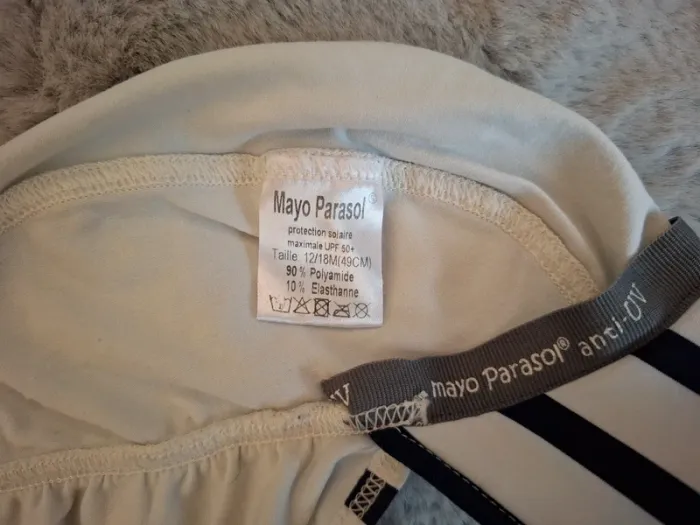 Mayo Parasol®
protection solaire
maximale UPF 50+
Taille 12/18M(49CM)
90% Polyamide
10% Elasthanne
V mayo Parasol® anti-UV